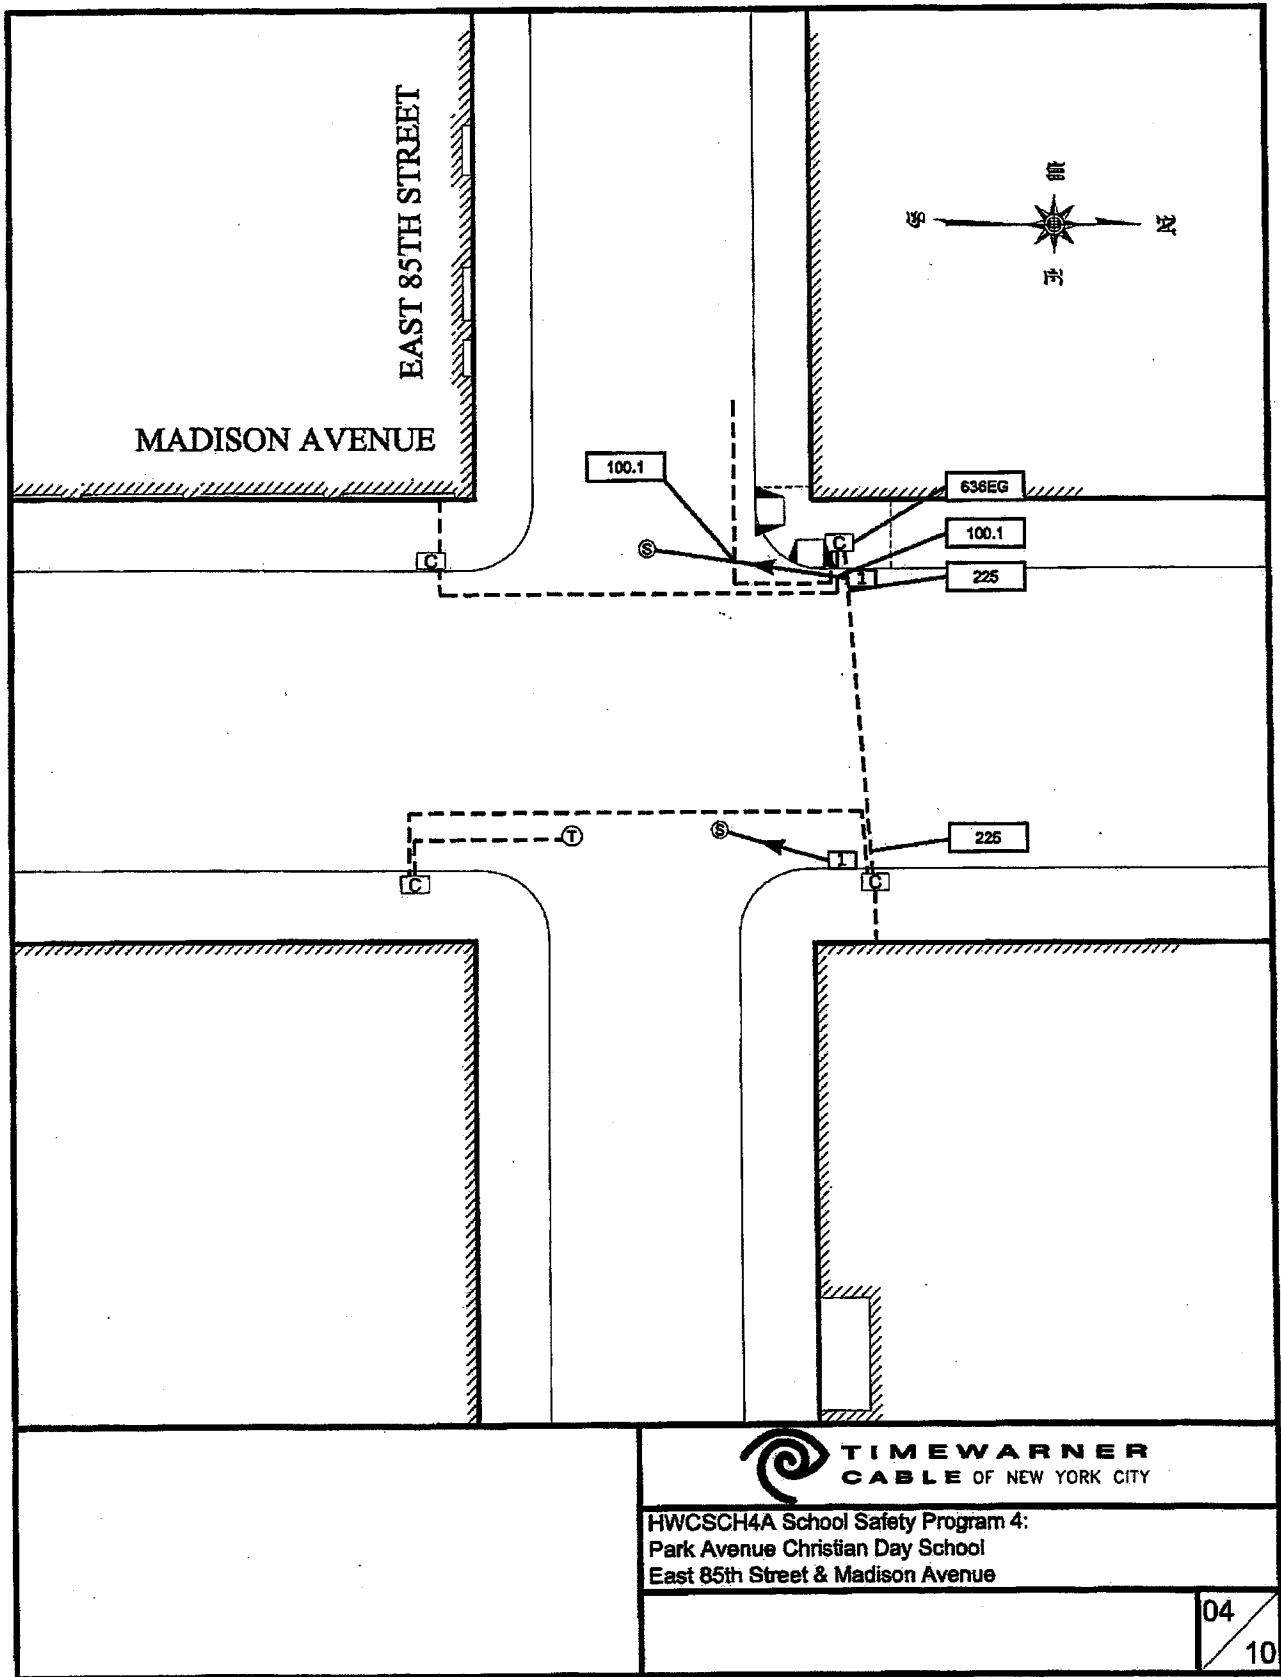 EAST 85TH STREET
MADISON AVENUE
W
S
N
E
100.1
636EG
100.1
225
C
S
C
1
225
S
T
1
C
C
TIMEWARNER
CABLE OF NEW YORK CITY
HWCSCH4A School Safety Program 4:
Park Avenue Christian Day School
East 85th Street & Madison Avenue
04
10